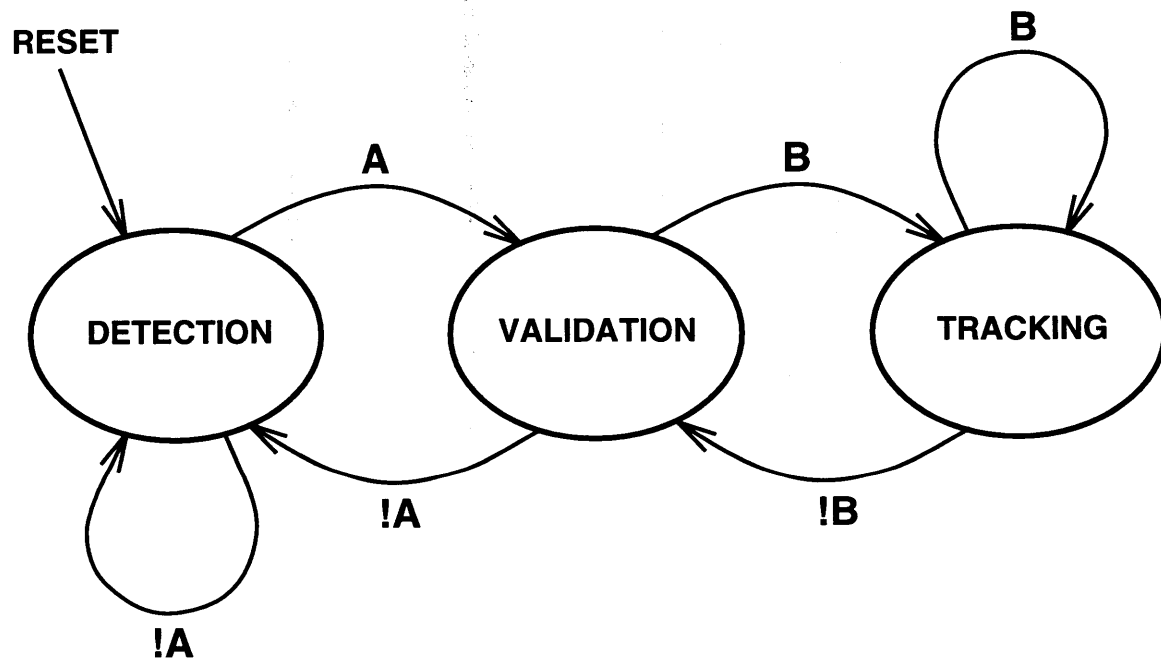 B
RESET
A
B
DETECTION
VALIDATION
TRACKING
!A
!B
!A